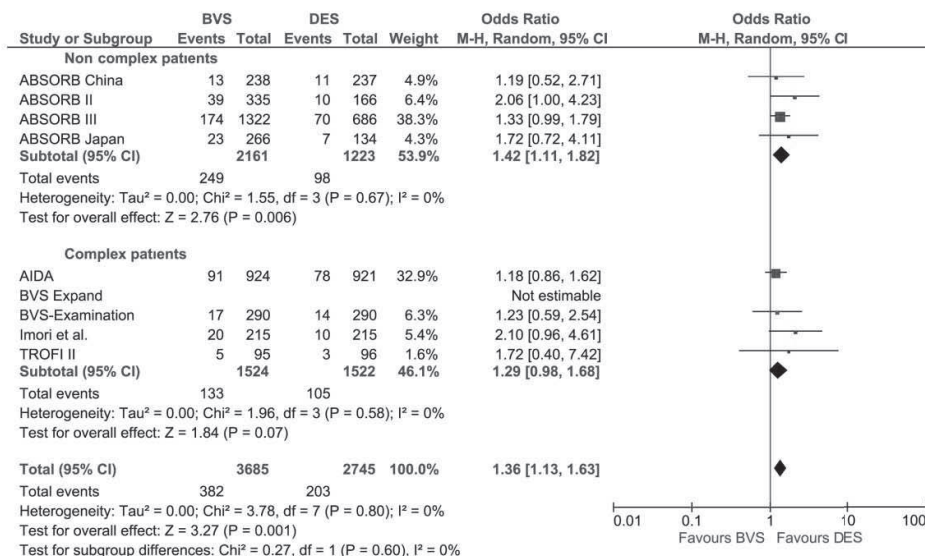 BVS DES Odds Ratio Odds Ratio
Study or Subgroup Events Total Events Total Weight M-H, Random, 95% CI M-H, Random, 95% CI
Non complex patients
ABSORB China 13 238 11 237 4.9% 1.19 [0.52, 2.71]
ABSORB II 39 335 10 166 6.4% 2.06 [1.00, 4.23]
ABSORB III 174 1322 70 686 38.3% 1.33 [0.99, 1.79]
ABSORB Japan 23 266 7 134 4.3% 1.72 [0.72, 4.11]
Subtotal (95% CI) 2161 1223 53.9% 1.42 [1.11, 1.82]
Total events 249 98
Heterogeneity: Tau² = 0.00; Chi² = 1.55, df = 3 (P = 0.67); I² = 0%
Test for overall effect: Z = 2.76 (P = 0.006)
Complex patients
AIDA 91 924 78 921 32.9% 1.18 [0.86, 1.62]
BVS Expand Not estimable
BVS-Examination 17 290 14 290 6.3% 1.23 [0.59, 2.54]
Imori et al. 20 215 10 215 5.4% 2.10 [0.96, 4.61]
TROFI II 5 95 3 96 1.6% 1.72 [0.40, 7.42]
Subtotal (95% CI) 1524 1522 46.1% 1.29 [0.98, 1.68]
Total events 133 105
Heterogeneity: Tau² = 0.00; Chi² = 1.96, df = 3 (P = 0.58); I² = 0%
Test for overall effect: Z = 1.84 (P = 0.07)
Total (95% CI) 3685 2745 100.0% 1.36 [1.13, 1.63]
Total events 382 203
Heterogeneity: Tau² = 0.00; Chi² = 3.78, df = 7 (P = 0.80); I² = 0%
Test for overall effect: Z = 3.27 (P = 0.001)
Test for subgroup differences: Chi² = 0.27, df = 1 (P = 0.60), I² = 0%
0.01 0.1 1 10 100
Favours BVS Favours DES